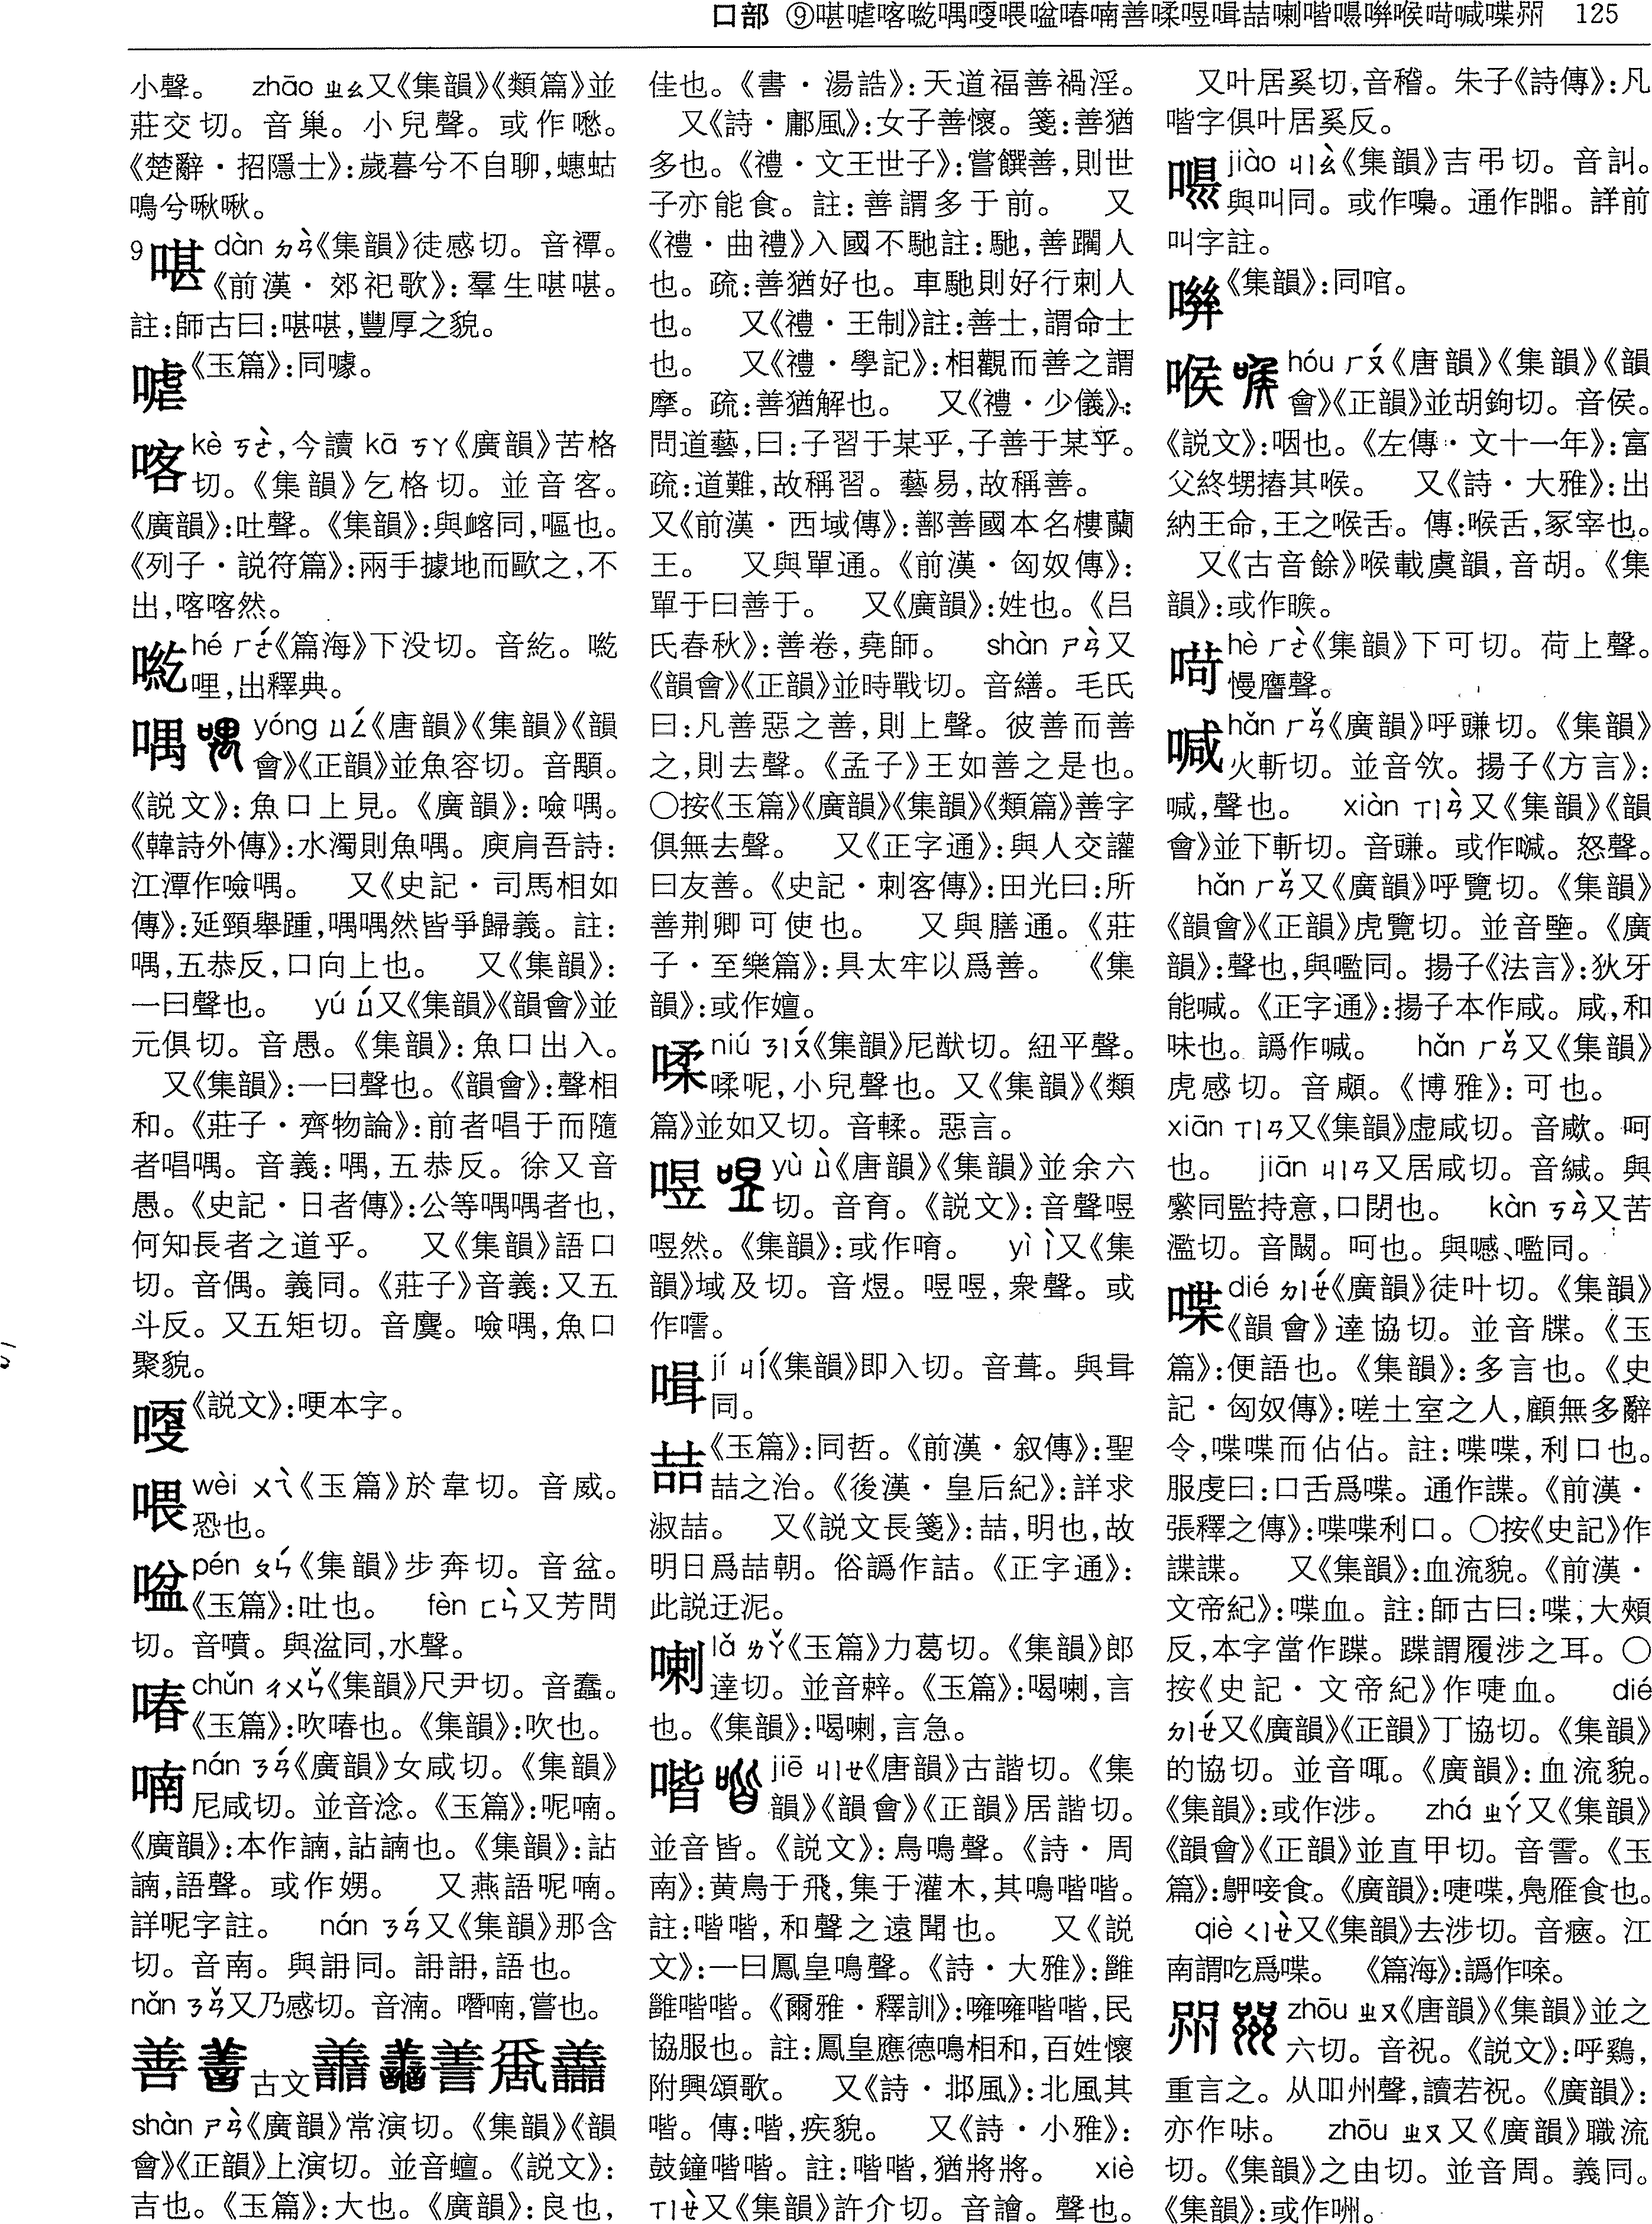 口部 ⑨啿㖸喀㗆喁㗂喂㖹㖺喃善㖻喅㖩喆喇喈㗊喉㗿喊喋喌 125
小聲。 zhāo ㄓㄠ又《集韻》《類篇》並
莊交切。音巢。小兒聲。或作嘫。
《楚辭·招隱士》:歲暮兮不自聊,蟪蛄
鳴兮啾啾。
9啿 dàn ㄉㄢˋ《集韻》徒感切。音禫。
《前漢·郊祀歌》:羣生啿啿。
註:師古曰:啿啿,豐厚之貌。
《玉篇》:同噱。
喀 kè ㄎㄜˋ,今讀 kā ㄎㄚ《廣韻》苦格
切。《集韻》乞格切。並音客。
《廣韻》:吐聲。《集韻》:與衉同,嘔也。
《列子·説符篇》:兩手據地而歐之,不
出,喀喀然。
hé ㄏㄜˊ《篇海》下没切。音紇。
哩,出釋典。
喁 yóng ㄩㄥˊ《唐韻》《集韻》《韻
會》《正韻》並魚容切。音顒。
《説文》:魚口上見。《廣韻》:噞喁。
《韓詩外傳》:水濁則魚喁。庾肩吾詩:
江潭作噞喁。 又《史記·司馬相如
傳》:延頸舉踵,喁喁然皆爭歸義。註:
喁,五恭反,口向上也。 又《集韻》:
一曰聲也。 yú ㄩˊ又《集韻》《韻會》並
元俱切。音愚。《集韻》:魚口出入。
又《集韻》:一曰聲也。《韻會》:聲相
和。《莊子·齊物論》:前者唱于而隨
者唱喁。音義:喁,五恭反。徐又音
愚。《史記·日者傳》:公等喁喁者也,
何知長者之道乎。 又《集韻》語口
切。音偶。義同。《莊子》音義:又五
斗反。又五矩切。音麌。噞喁,魚口
聚貌。
《説文》:哽本字。
喂 wèi ㄨㄟˋ《玉篇》於韋切。音威。
恐也。
pén ㄆㄣˊ《集韻》步奔切。音盆。
《玉篇》:吐也。 fèn ㄈㄣˋ又芳問
切。音噴。與湓同,水聲。
chǔn ㄔㄨㄣˇ《集韻》尺尹切。音蠢。
《玉篇》:吹㖺也。《集韻》:吹也。
喃 nán ㄋㄢˊ《廣韻》女咸切。《集韻》
尼咸切。並音諗。《玉篇》:呢喃。
《廣韻》:本作諵,詀諵也。《集韻》:詀
諵,語聲。或作娚。 又燕語呢喃。
詳呢字註。 nán ㄋㄢˊ又《集韻》那含
切。音南。與䛁同。䛁䛁,語也。
nǎn ㄋㄢˇ又乃感切。音湳。噆喃,嘗也。
善 古文
shàn ㄕㄢˋ《廣韻》常演切。《集韻》《韻
會》《正韻》上演切。並音蟺。《説文》:
吉也。《玉篇》:大也。《廣韻》:良也,
佳也。《書·湯誥》:天道福善禍淫。
又《詩·鄘風》:女子善懷。箋:善猶
多也。《禮·文王世子》:嘗饌善,則世
子亦能食。註:善謂多于前。 又
《禮·曲禮》入國不馳註:馳,善躙人
也。疏:善猶好也。車馳則好行刺人
也。 又《禮·王制》註:善士,謂命士
也。 又《禮·學記》:相觀而善之謂
摩。疏:善猶解也。 又《禮·少儀》:
問道藝,曰:子習于某乎,子善于某乎。
疏:道難,故稱習。藝易,故稱善。
又《前漢·西域傳》:鄯善國本名樓蘭
王。 又與單通。《前漢·匈奴傳》:
單于曰善于。 又《廣韻》:姓也。《吕
氏春秋》:善卷,堯師。 shàn ㄕㄢˋ又
《韻會》《正韻》並時戰切。音繕。毛氏
曰:凡善惡之善,則上聲。彼善而善
之,則去聲。《孟子》王如善之是也。
○按《玉篇》《廣韻》《集韻》《類篇》善字
俱無去聲。 又《正字通》:與人交讙
曰友善。《史記·刺客傳》:田光曰:所
善荆卿可使也。 又與膳通。《莊
子·至樂篇》:具太牢以爲善。 《集
韻》:或作嬗。
niú ㄋㄧㄡˊ《集韻》尼猷切。紐平聲。
㖻呢,小兒聲也。又《集韻》《類
篇》並如又切。音輮。惡言。
喅 yù ㄩˋ《唐韻》《集韻》並余六
切。音育。《説文》:音聲喅
喅然。《集韻》:或作唷。 yì ㄧˋ又《集
韻》域及切。音煜。喅喅,衆聲。或
作嚁。
jí ㄐㄧˊ《集韻》即入切。音葺。與咠
同。
喆 《玉篇》:同哲。《前漢·叙傳》:聖
喆之治。《後漢·皇后紀》:詳求
淑喆。 又《説文長箋》:喆,明也,故
明日爲喆朝。俗譌作詰。《正字通》:
此説迂泥。
喇 lǎ ㄌㄚˇ《玉篇》力葛切。《集韻》郎
達切。並音辢。《玉篇》:喝喇,言
也。《集韻》:喝喇,言急。
喈 jiē ㄐㄧㄝ《唐韻》古諧切。《集
韻》《韻會》《正韻》居諧切。
並音皆。《説文》:鳥鳴聲。《詩·周
南》:黄鳥于飛,集于灌木,其鳴喈喈。
註:喈喈,和聲之遠聞也。 又《説
文》:一曰鳳皇鳴聲。《詩·大雅》:雝
雝喈喈。《爾雅·釋訓》:噰噰喈喈,民
協服也。註:鳳皇應德鳴相和,百姓懷
附興頌歌。 又《詩·邶風》:北風其
喈。傳:喈,疾貌。 又《詩·小雅》:
鼓鐘喈喈。註:喈喈,猶將將。 xiè
ㄒㄧㄝˋ又《集韻》許介切。音譮。聲也。
又叶居奚切,音稽。朱子《詩傳》:凡
喈字俱叶居奚反。
jiào ㄐㄧㄠˋ《集韻》吉弔切。音訆。
與叫同。或作嘄。通作噭。詳前
叫字註。
《集韻》:同喭。
喉 hóu ㄏㄡˊ《唐韻》《集韻》《韻
會》《正韻》並胡鉤切。音侯。
《説文》:咽也。《左傳·文十一年》:富
父終甥摏其喉。 又《詩·大雅》:出
納王命,王之喉舌。傳:喉舌,冢宰也。
又《古音餘》喉載虞韻,音胡。《集
韻》:或作㬋。
hè ㄏㄜˋ《集韻》下可切。荷上聲。
慢譍聲。
喊 hǎn ㄏㄢˇ《廣韻》呼豏切。《集韻》
火斬切。並音欦。揚子《方言》:
喊,聲也。 xiàn ㄒㄧㄢˋ又《集韻》《韻
會》並下斬切。音豏。或作㘎。怒聲。
hǎn ㄏㄢˇ又《廣韻》呼覽切。《集韻》
《韻會》《正韻》虎覽切。並音㘕。《廣
韻》:聲也,與㘕同。揚子《法言》:狄牙
能喊。《正字通》:揚子本作咸。咸,和
味也。譌作喊。 hǎn ㄏㄢˇ又《集韻》
虎感切。音顑。《博雅》:可也。
xiān ㄒㄧㄢ又《集韻》虛咸切。音歁。呵
也。 jiān ㄐㄧㄢ又居咸切。音緘。與
䌠同監持意,口閉也。 kàn ㄎㄢˋ又苦
濫切。音闞。呵也。與㘎、㘕同。
喋 dié ㄉㄧㄝˊ《廣韻》徒叶切。《集韻》
《韻會》達協切。並音牒。《玉
篇》:便語也。《集韻》:多言也。《史
記·匈奴傳》:嗟土室之人,顧無多辭
令,喋喋而佔佔。註:喋喋,利口也。
服虔曰:口舌爲喋。通作諜。《前漢·
張釋之傳》:喋喋利口。○按《史記》作
諜諜。 又《集韻》:血流貌。《前漢·
文帝紀》:喋血。註:師古曰:喋,大頰
反,本字當作蹀。蹀謂履涉之耳。○
按《史記·文帝紀》作啑血。 dié
ㄉㄧㄝˊ又《廣韻》《正韻》丁協切。《集韻》
的協切。並音㖖。《廣韻》:血流貌。
《集韻》:或作涉。 zhá ㄓㄚˊ又《集韻》
《韻會》《正韻》並直甲切。音霅。《玉
篇》:鴨唼食。《廣韻》:啑喋,鳧雁食也。
qiè ㄑㄧㄝˋ又《集韻》去涉切。音㾀。江
南謂吃爲喋。 《篇海》:譌作㖡。
喌 zhōu ㄓㄡ《唐韻》《集韻》並之
六切。音祝。《説文》:呼鷄,
重言之。从吅州聲,讀若祝。《廣韻》:
亦作㖄。 zhōu ㄓㄡ又《廣韻》職流
切。《集韻》之由切。並音周。義同。
《集韻》:或作㖄。